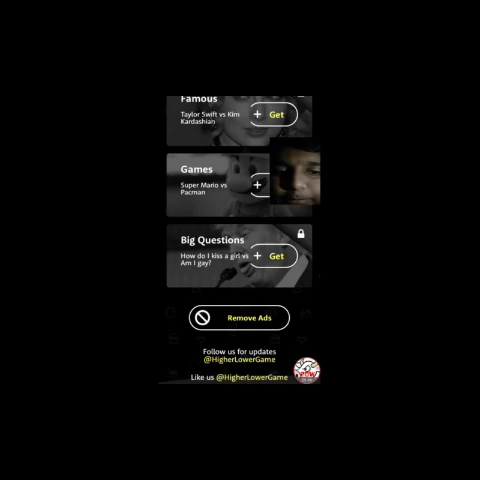 Famous
Taylor Swift vs Kim
Kardashian
+ Get
Games
Super Mario vs
Pacman
+
Big Questions
How do I kiss a girl vs
Am I gay?
+ Get
Remove Ads
Follow us for updates
@HigherLowerGame
Like us @HigherLowerGame